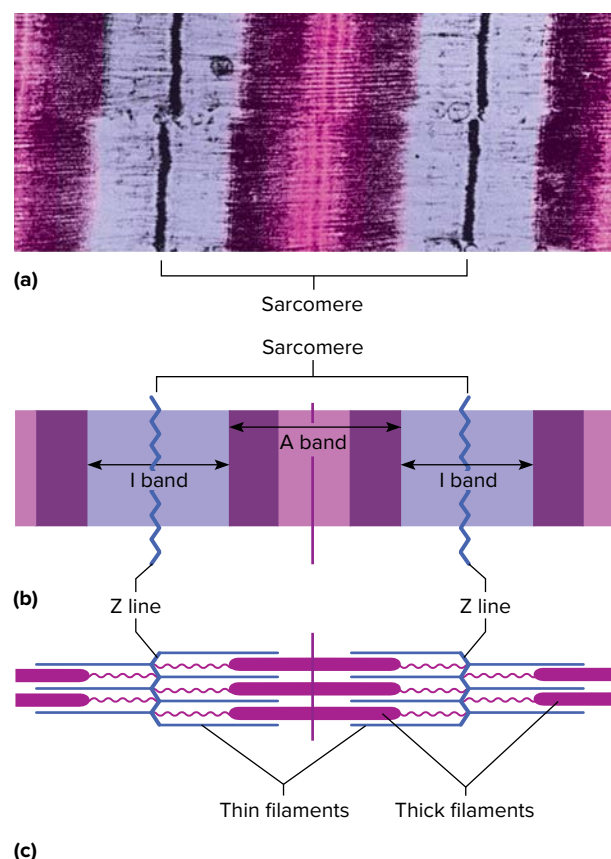 (a)
Sarcomere
Sarcomere
A band
I band
I band
(b)
Z line
Z line
Thin filaments
Thick filaments
(c)